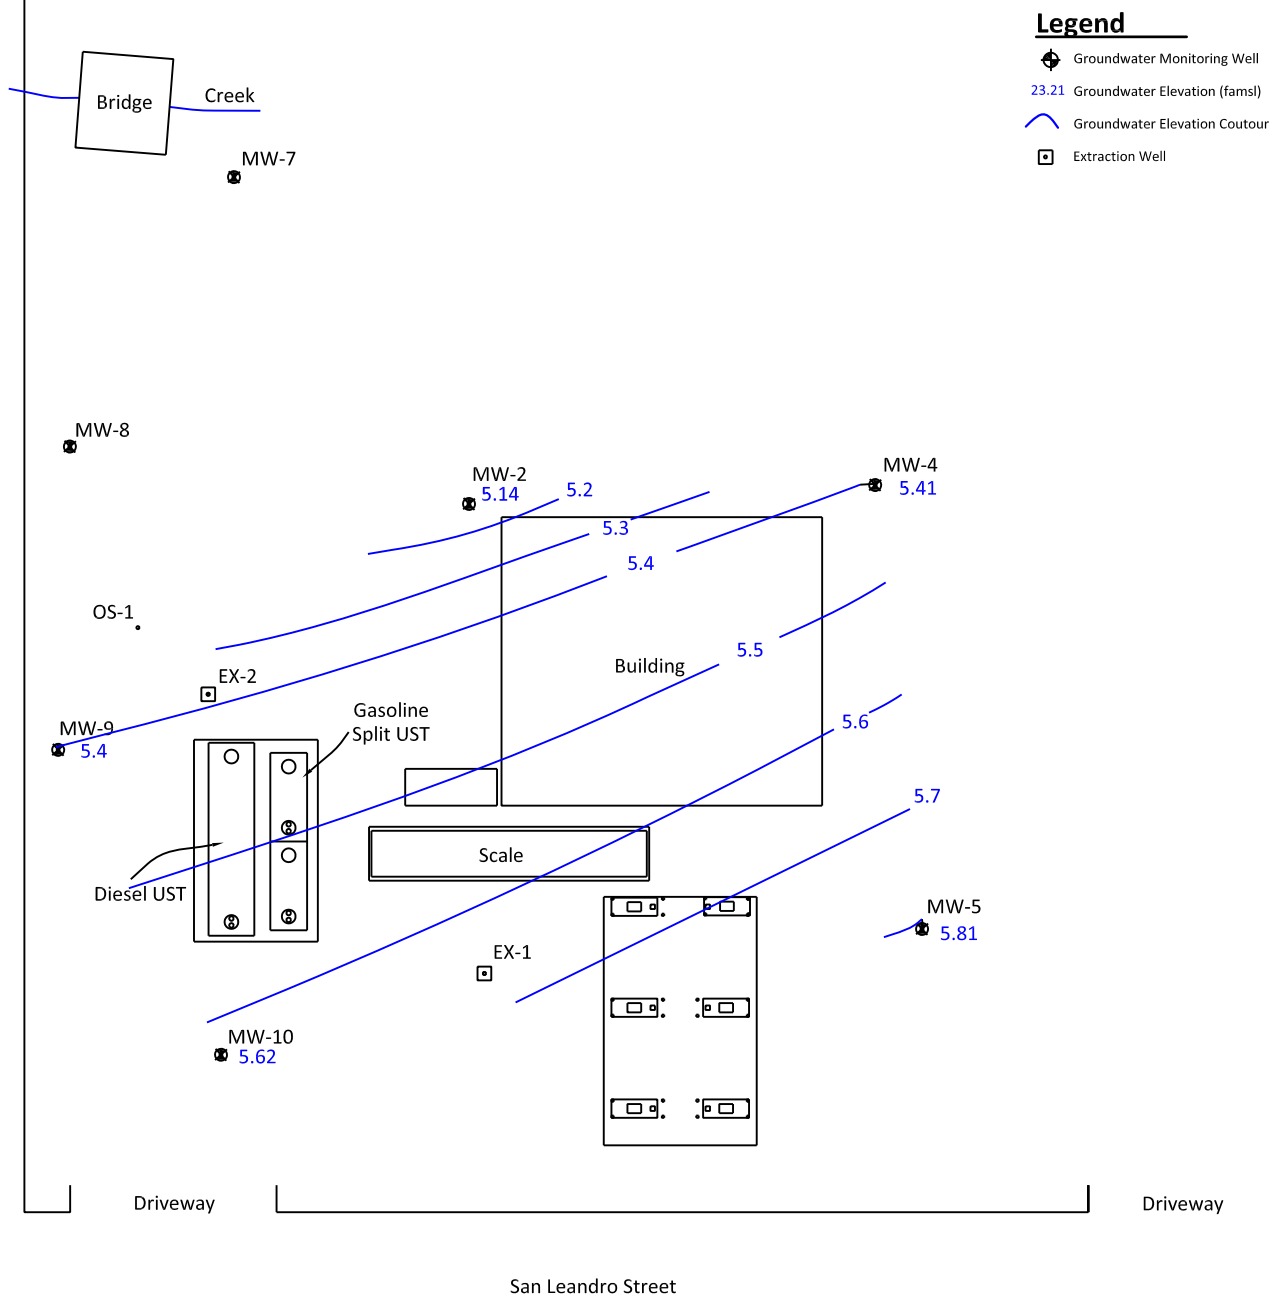 Legend
Groundwater Monitoring Well
23.21 Groundwater Elevation (famsl)
Groundwater Elevation Coutour
Extraction Well
Bridge
Creek
MW-7
MW-8
MW-2
5.14
5.2
MW-4
5.41
5.3
5.4
OS-1
EX-2
5.5
Building
MW-9
5.4
Gasoline
Split UST
5.6
5.7
Scale
Diesel UST
MW-5
5.81
EX-1
MW-10
5.62
Driveway
Driveway
San Leandro Street